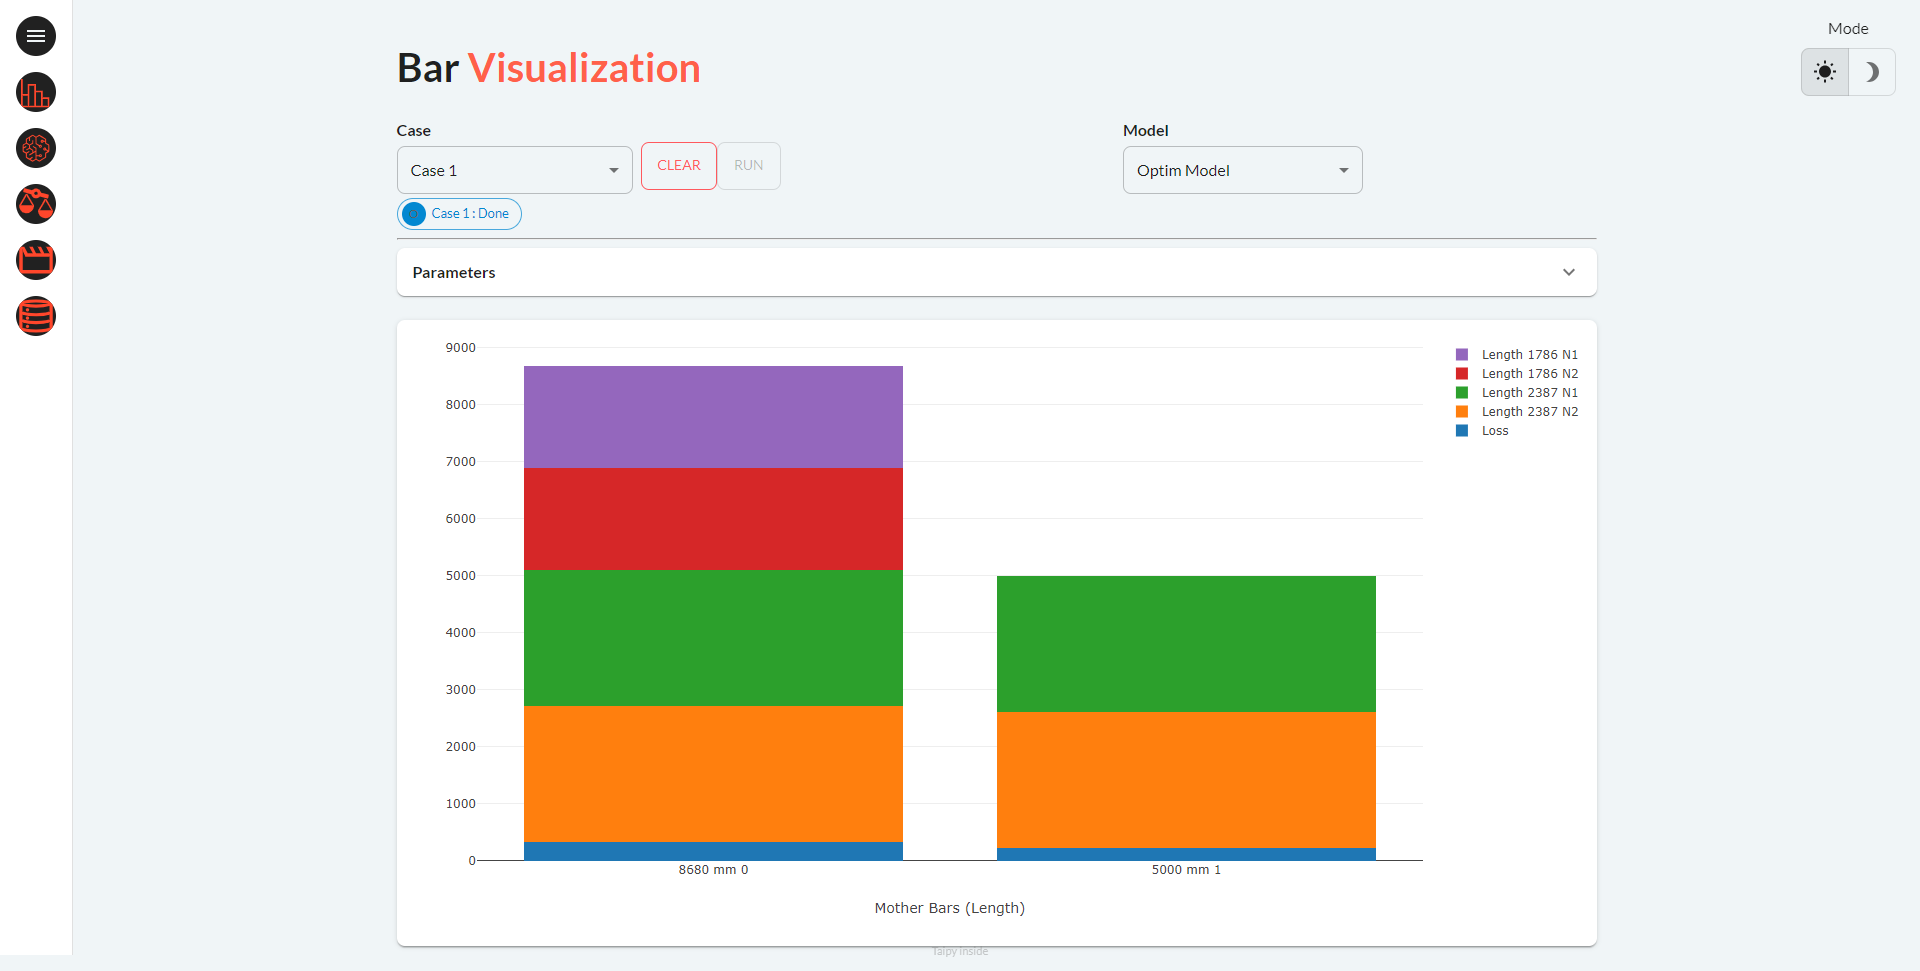 Mode
Bar Visualization
Case
Model
Case 1
CLEAR
RUN
Optim Model
Case 1 : Done
Parameters
9000
8000
7000
6000
5000
4000
3000
2000
1000
0
8680 mm 0
5000 mm 1
Mother Bars (Length)
Length 1786 N1
Length 1786 N2
Length 2387 N1
Length 2387 N2
Loss
Taipy inside